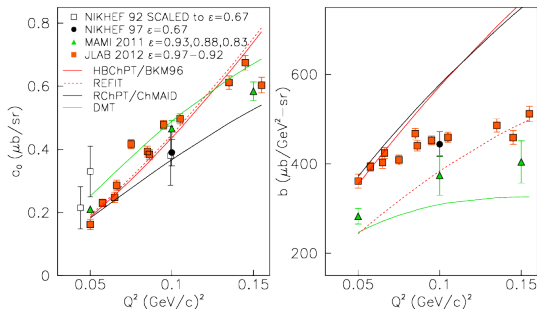 NIKHEF 92 SCALED to ε=0.67
NIKHEF 97 ε=0.67
MAMI 2011 ε=0.93,0.88,0.83
JLAB 2012 ε=0.97-0.92
HBChPT/BKM96
REFIT
RChPT/ChMAID
DMT
0.8
0.6
0.4
0.2
0
a₀ (μb/sr)
0.05
0.1
0.15
Q² (GeV/c)²
600
400
200
b (μb/GeV²-sr)
0.05
0.1
0.15
Q² (GeV/c)²